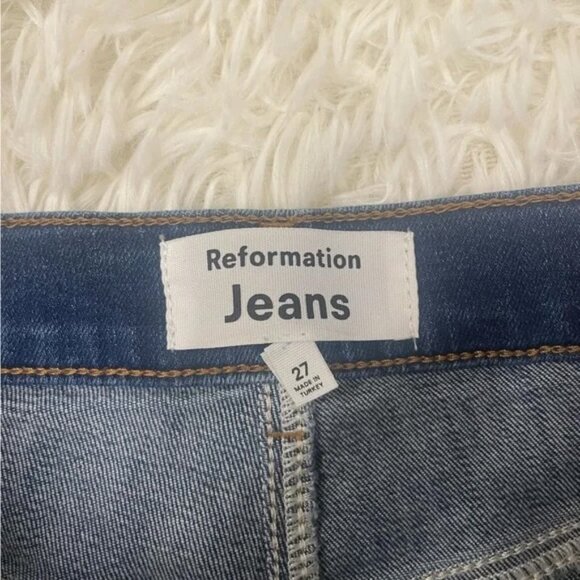 Reformation
Jeans
27
MADE IN
TURKEY